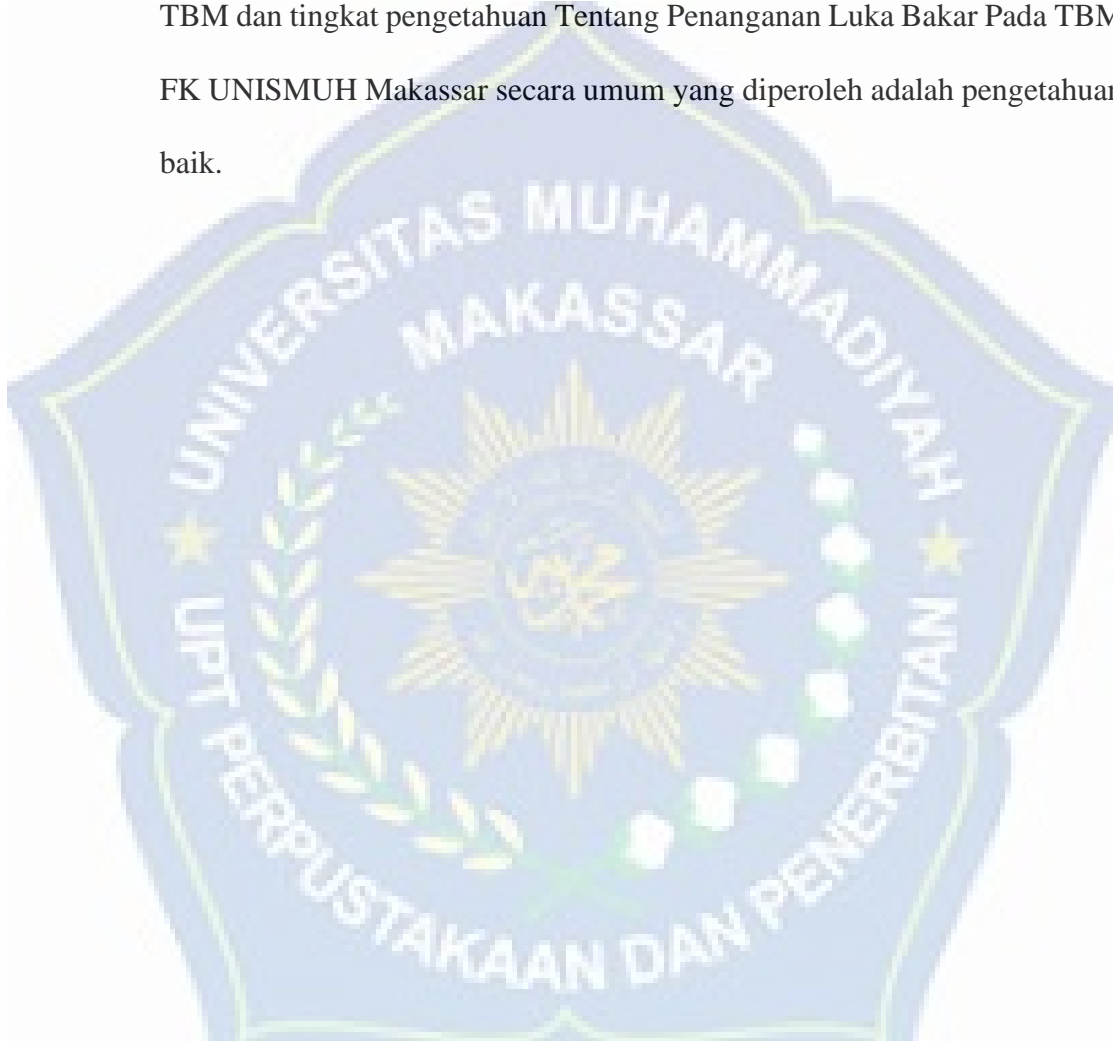 TBM dan tingkat pengetahuan Tentang Penanganan Luka Bakar Pada TBM
FK UNISMUH Makassar secara umum yang diperoleh adalah pengetahuan
baik.
UNIVERSITAS MUHAMMADIYAH
MAKASSAR
UPT PERPUSTAKAAN DAN PENERBITAN